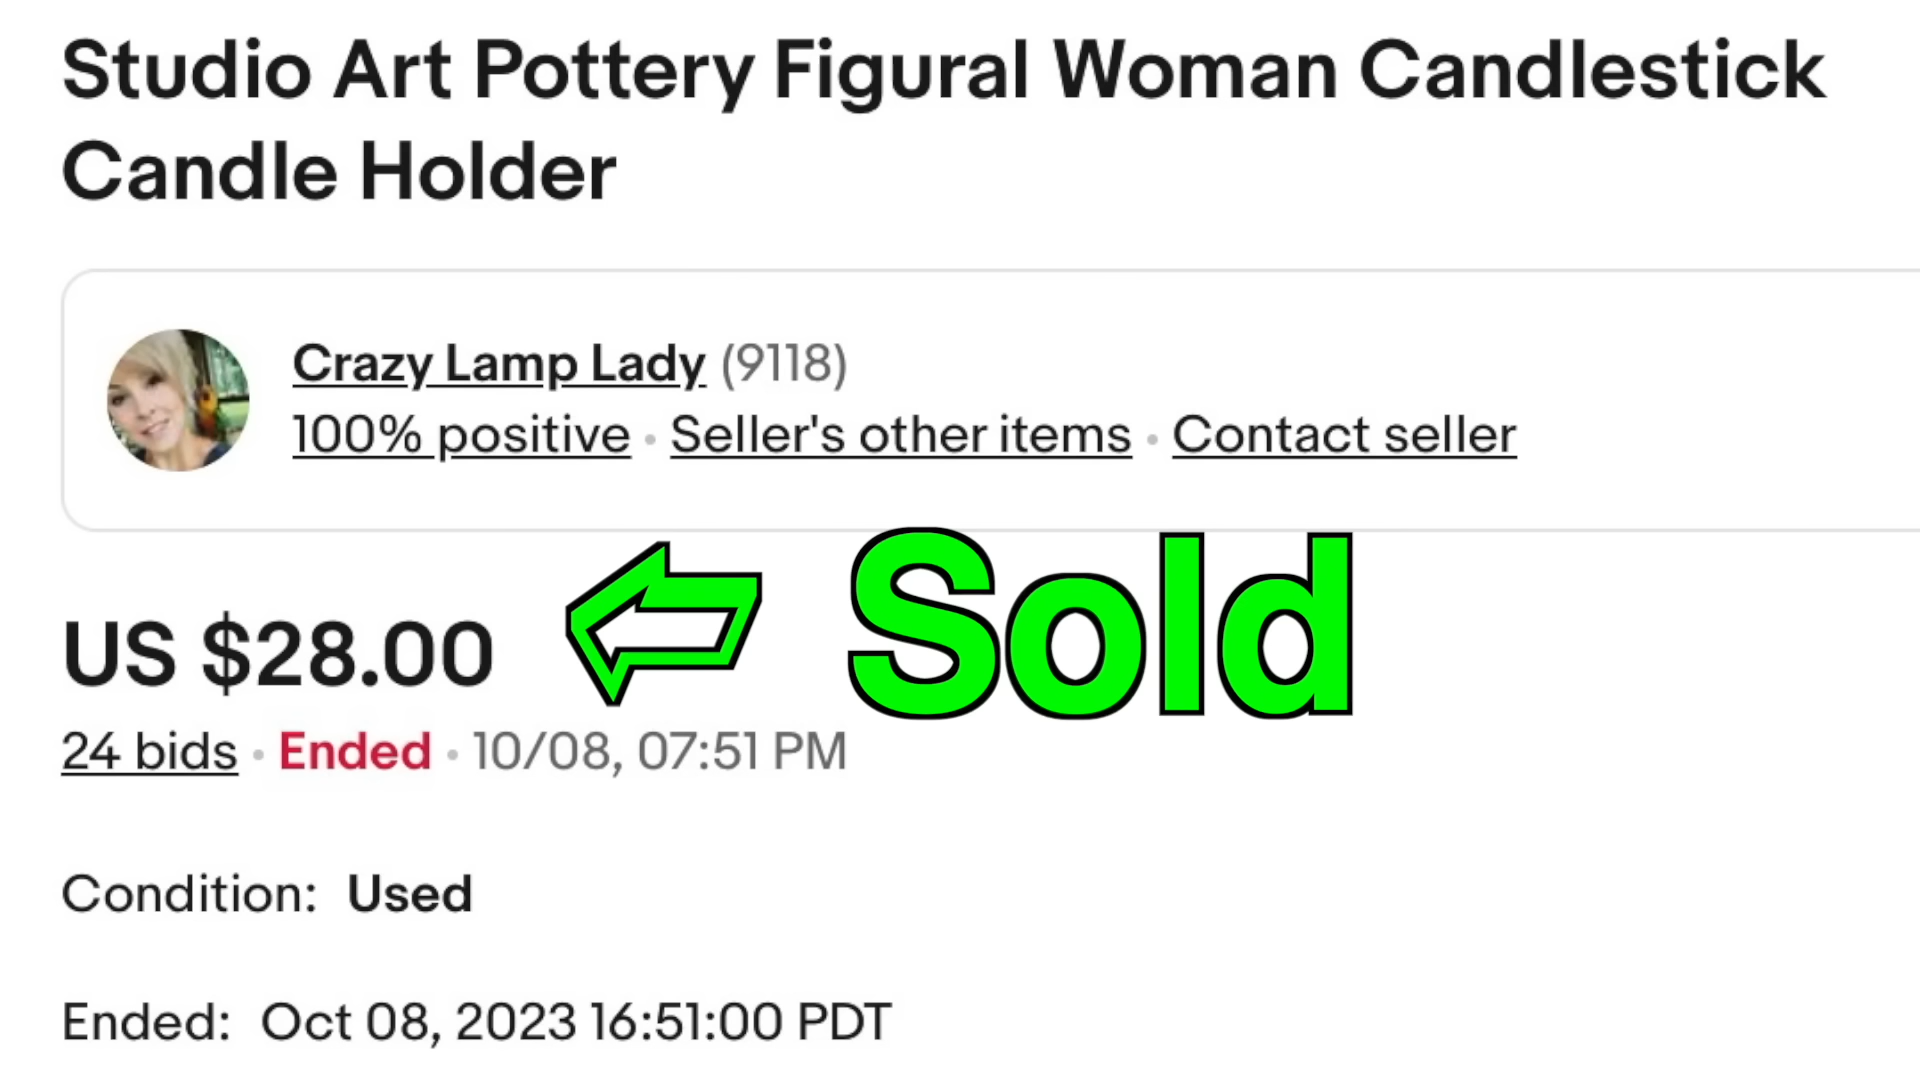 Studio Art Pottery Figural Woman Candlestick
Candle Holder
Crazy Lamp Lady (9118)
100% positive • Seller's other items • Contact seller
Sold
US $28.00
24 bids • Ended • 10/08, 07:51 PM
Condition: Used
Ended: Oct 08, 2023 16:51:00 PDT